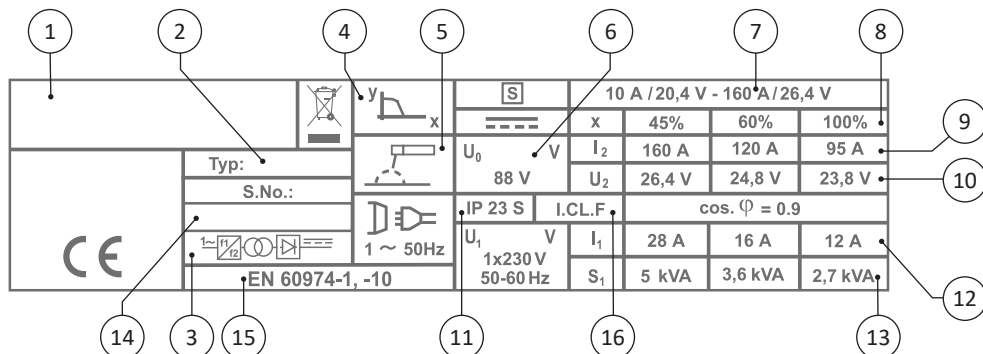 1 2 4 5 6 7 8
y x
S
10 A / 20,4 V - 160 A / 26,4 V
x 45% 60% 100%
9
Typ:
U0 V
88 V
I2 160 A 120 A 95 A
U2 26,4 V 24,8 V 23,8 V
10
S.No.:
IP 23 S I.CL.F cos. φ = 0.9
1~ f1 f2
1 ~ 50Hz
U1 V
1x230 V
50-60 Hz
I1 28 A 16 A 12 A
S1 5 kVA 3,6 kVA 2,7 kVA
CE
EN 60974-1, -10
12
14 3 15 11 16 13